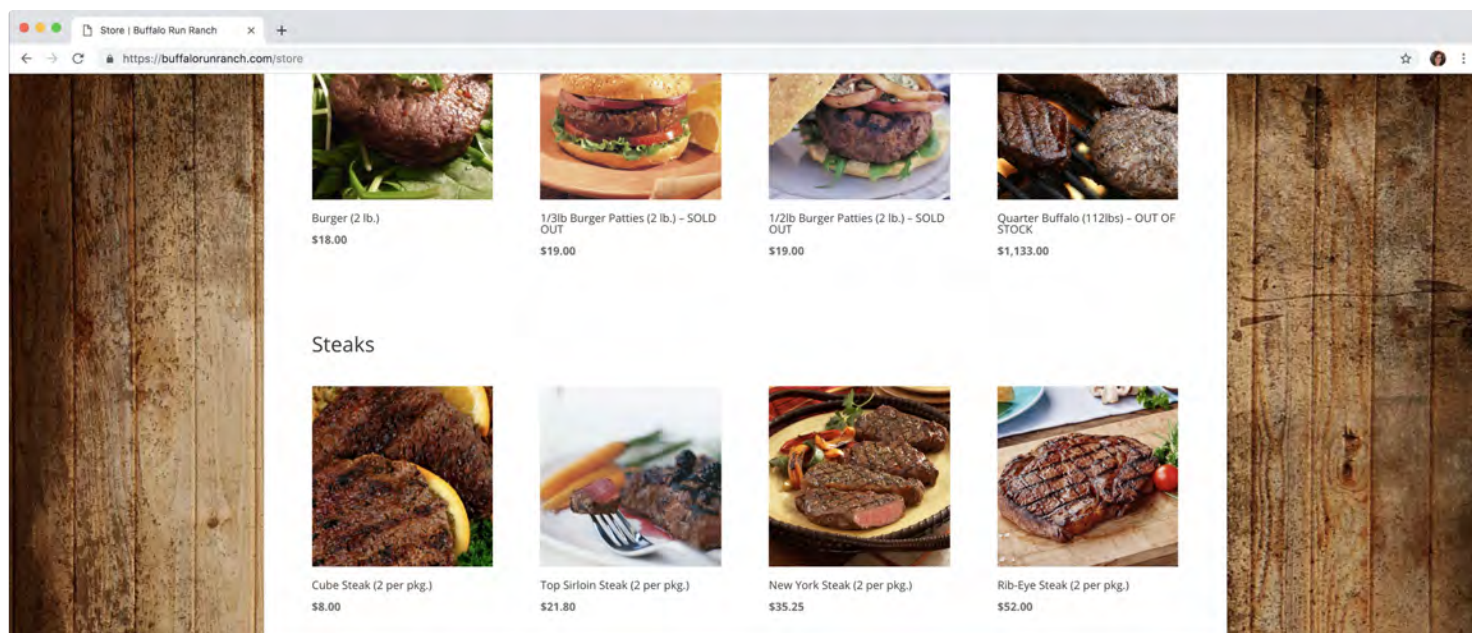 Store | Buffalo Run Ranch
https://buffalorunranch.com/store
Burger (2 lb.)
$18.00
1/3lb Burger Patties (2 lb.) – SOLD
OUT
$19.00
1/2lb Burger Patties (2 lb.) – SOLD
OUT
$19.00
Quarter Buffalo (112lbs) – OUT OF
STOCK
$1,133.00
Steaks
Cube Steak (2 per pkg.)
$8.00
Top Sirloin Steak (2 per pkg.)
$21.80
New York Steak (2 per pkg.)
$35.25
Rib-Eye Steak (2 per pkg.)
$52.00